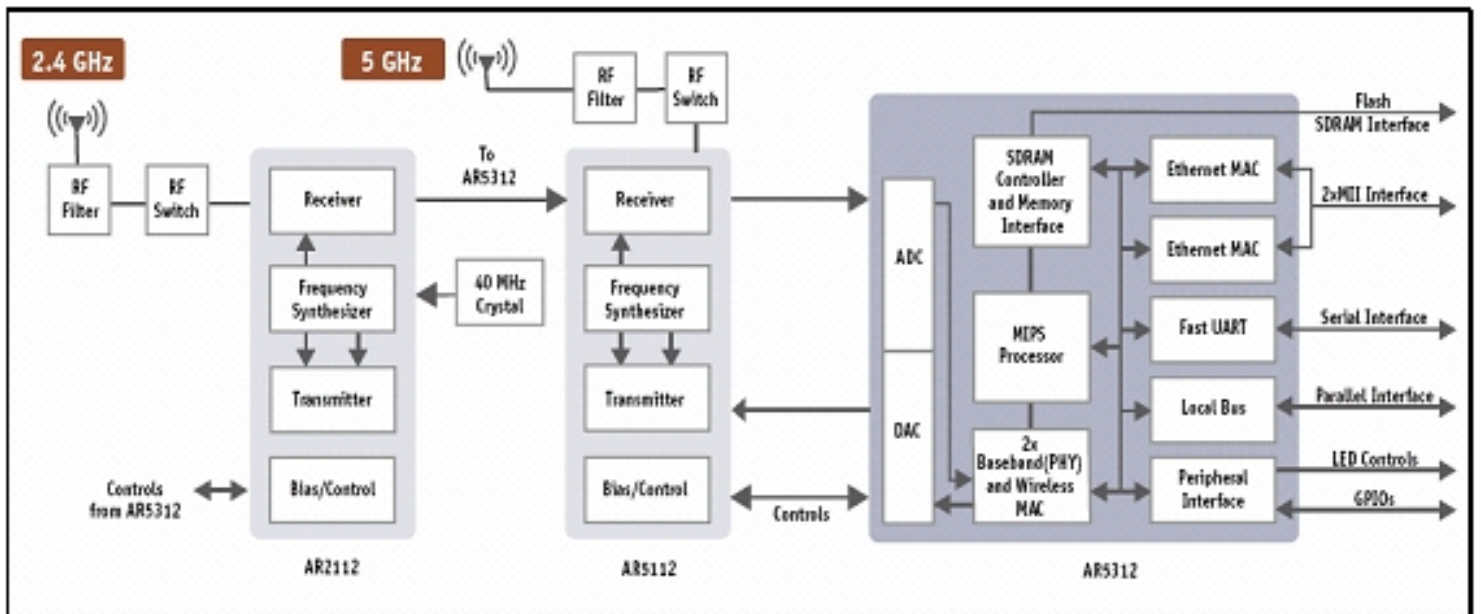 2.4 GHz
5 GHz
RF
Filter
RF
Switch
RF
Filter
RF
Switch
To
AR5312
Receiver
Frequency
Synthesizer
Transmitter
Bias/Control
40 MHz
Crystal
Controls
from AR5312
AR2112
Receiver
Frequency
Synthesizer
Transmitter
Bias/Control
Controls
AR5112
ADC
DAC
SDRAM
Controller
and Memory
Interface
MIPS
Processor
2x
Baseband(PHY)
and Wireless
MAC
Ethernet MAC
Ethernet MAC
Fast UART
Local Bus
Peripheral
Interface
AR5312
Flash
SDRAM Interface
2xMII Interface
Serial Interface
Parallel Interface
LED Controls
GPIOs